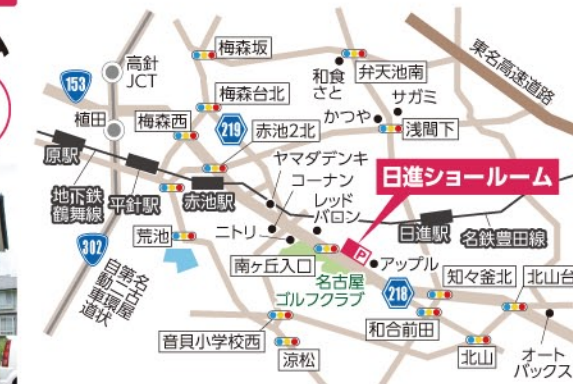 梅森坂
高針
JCT
153
和食
さと
弁天池南
東名高速道路
サガミ
梅森台北
かつや
植田
梅森西
219
赤池2北
浅間下
ヤマダデンキ
原駅
コーナン
日進ショールーム
地下鉄
鶴舞線
平針駅
赤池駅
レッド
バロン
荒池
ニトリ
日進駅
名鉄豊田線
302
南ヶ丘入口
P
アップル
名古屋第二環状
自動車道
名古屋
ゴルフクラブ
218
知々釜北
北山台
音貝小学校西
和合前田
涼松
北山
オート
バックス